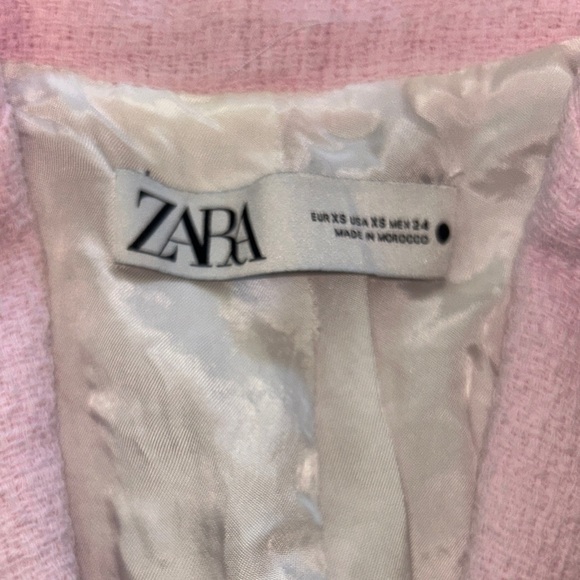 ZARA
EUR XS USA XS MEX 24
MADE IN MOROCCO